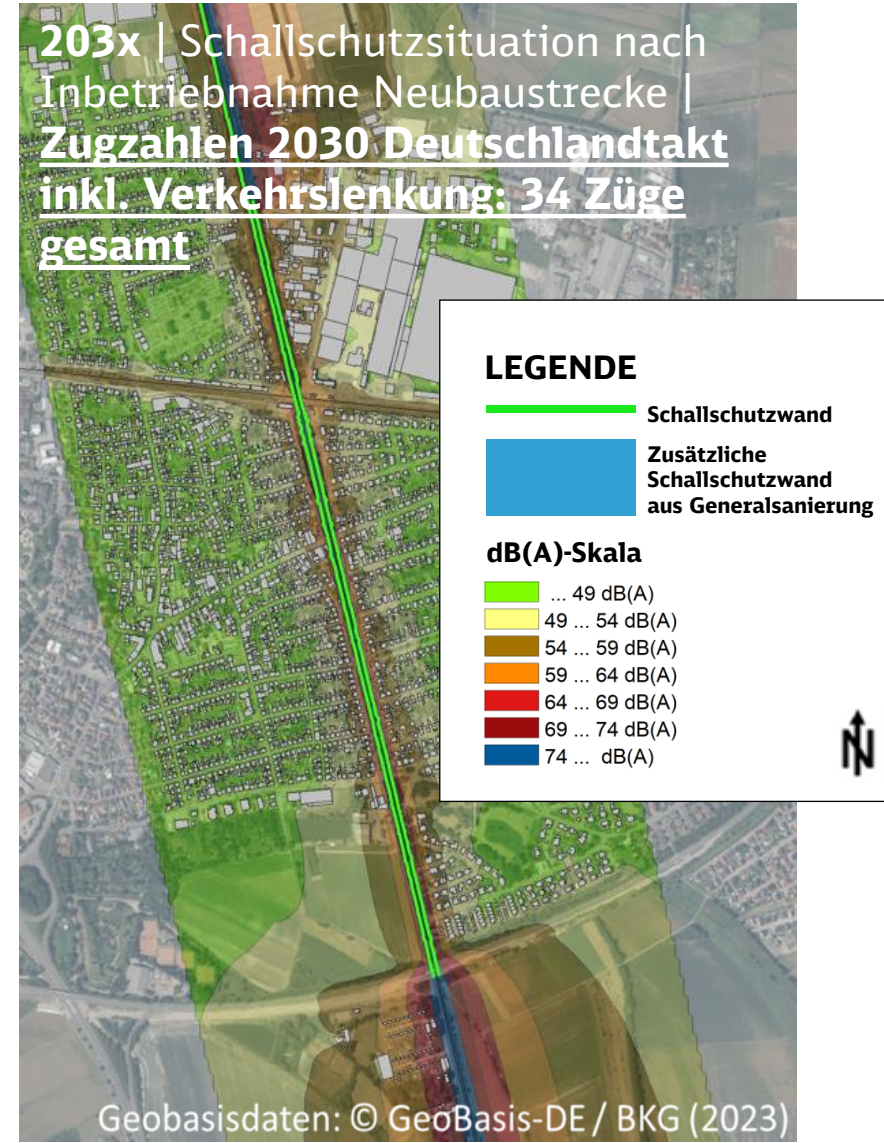 203x | Schallschutzsituation nach
Inbetriebnahme Neubaustrecke |
Zugzahlen 2030 Deutschlandtakt
inkl. Verkehrslenkung: 34 Züge
gesamt
LEGENDE
Schallschutzwand
Zusätzliche
Schallschutzwand
aus Generalsanierung
dB(A)-Skala
... 49 dB(A)
49 ... 54 dB(A)
54 ... 59 dB(A)
59 ... 64 dB(A)
64 ... 69 dB(A)
69 ... 74 dB(A)
74 ... dB(A)
N
Geobasisdaten: © GeoBasis-DE / BKG (2023)